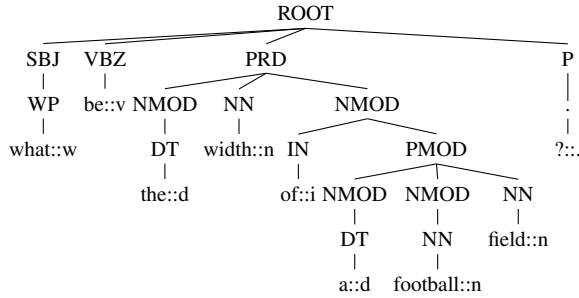 ROOT
SBJ VBZ PRD P
WP be::v NMOD NN NMOD .
what::w DT width::n IN PMOD ?::.
the::d of::i NMOD NMOD NN
DT NN field::n
a::d football::n